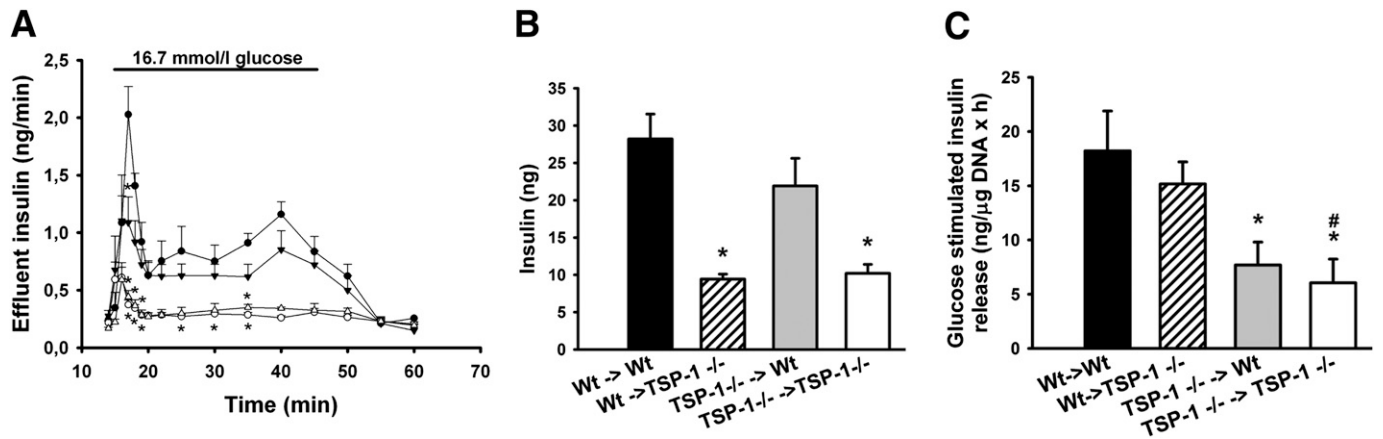 A
16.7 mmol/l glucose
Effluent insulin (ng/min)
2,5
2,0
1,5
1,0
0,5
0,0
10 20 30 40 50 60 70
Time (min)
* * * * * * * * * * *
B
Insulin (ng)
35
30
25
20
15
10
5
0
* *
Wt -> Wt
Wt ->TSP-1 -/-
TSP-1-/- -> Wt
TSP-1-/- ->TSP-1-/-
C
Glucose stimulated insulin
release (ng/µg DNA x h)
25
20
15
10
5
0
*
#
*
Wt->Wt
Wt->TSP-1 -/-
TSP-1 -/- -> Wt
TSP-1 -/- -> TSP-1 -/-